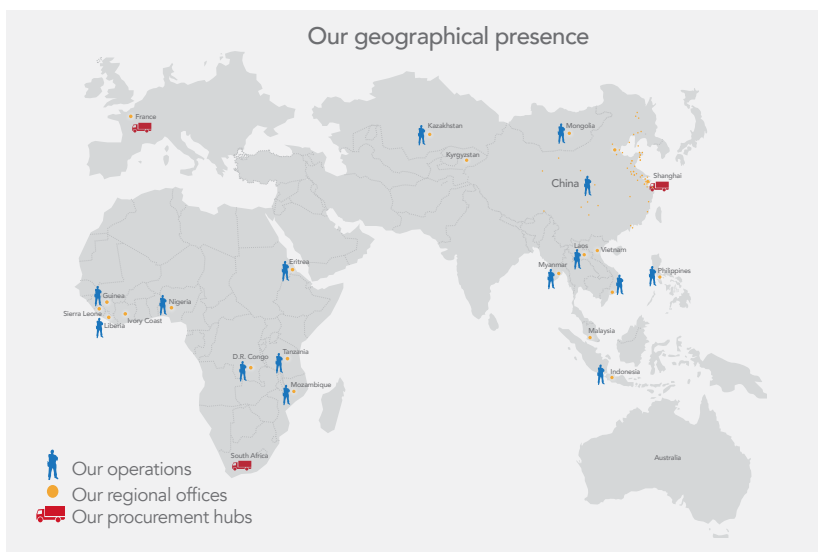 Our geographical presence
France
Kazakhstan
Mongolia
Kyrgyzstan
Shanghai
China
Laos
Vietnam
Eritrea
Myanmar
Philippines
Guinea
Nigeria
Sierra Leone
Ivory Coast
Liberia
Malaysia
D.R. Congo
Tanzania
Indonesia
Mozambique
South Africa
Australia
Our operations
Our regional offices
Our procurement hubs